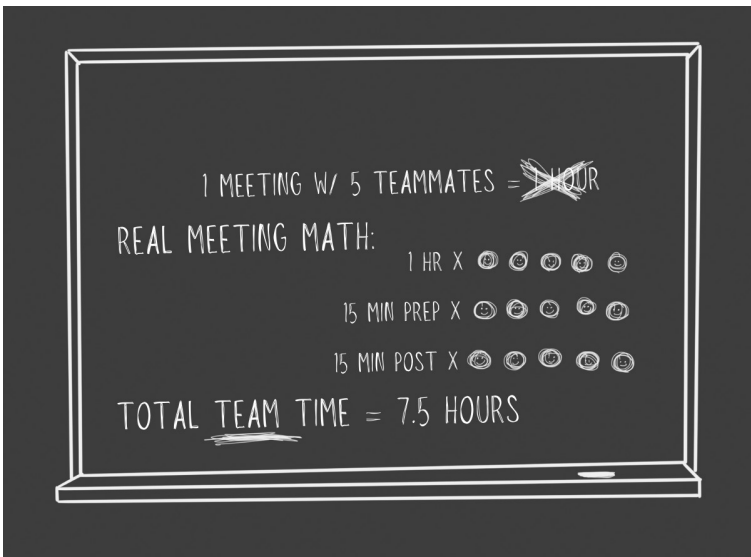 1 MEETING W/ 5 TEAMMATES = 1 HOUR
REAL MEETING MATH:
1 HR X
15 MIN PREP X
15 MIN POST X
TOTAL TEAM TIME = 7.5 HOURS